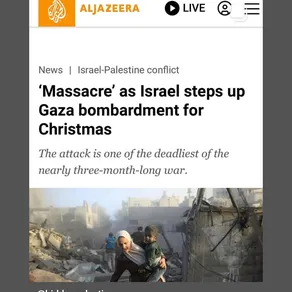 ALJAZEERA LIVE
News | Israel-Palestine conflict
‘Massacre’ as Israel steps up
Gaza bombardment for
Christmas
The attack is one of the deadliest of the
nearly three-month-long war.